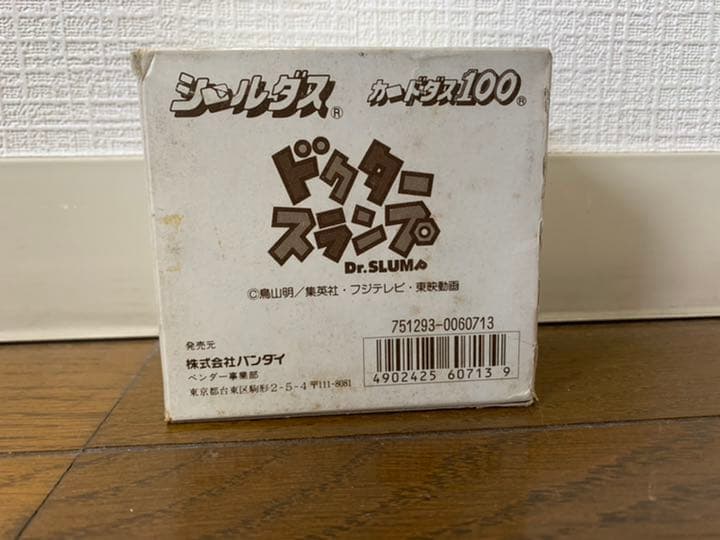 シールダス®
カードダス100®
ドクター
スランプ
Dr.SLUMP
©鳥山明／集英社・フジテレビ・東映動画
751293-0060713
4902425 607139
発売元
株式会社バンダイ
ベンダー事業部
東京都台東区駒形2-5-4 〒111-8081